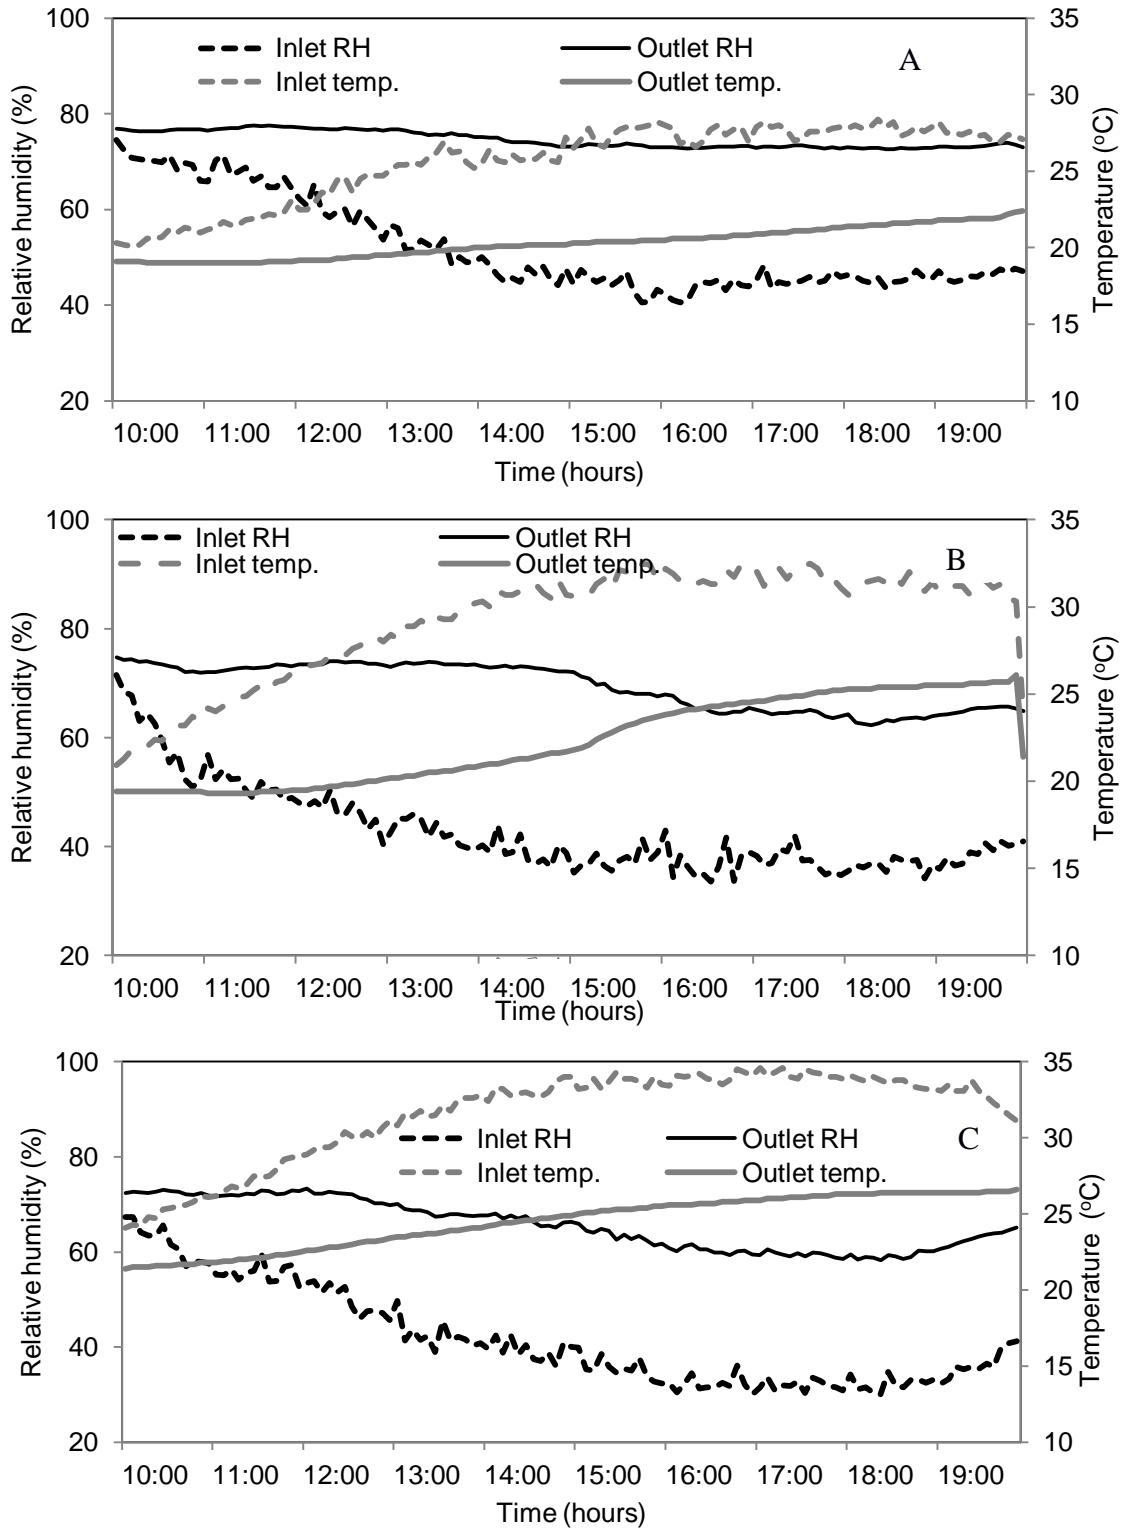 100 35
Inlet RH Outlet RH A
Inlet temp. Outlet temp.
30
80
25
60
20
40
15
20 10
Relative humidity (%)
Temperature (oC)
10:00 11:00 12:00 13:00 14:00 15:00 16:00 17:00 18:00 19:00
Time (hours)
100 35
Inlet RH Outlet RH B
Inlet temp. Outlet temp.
30
80
25
60
20
40
15
20 10
Relative humidity (%)
Temperature (oC)
10:00 11:00 12:00 13:00 14:00 15:00 16:00 17:00 18:00 19:00
Time (hours)
100 35
Inlet RH Outlet RH C
30
80
Inlet temp. Outlet temp.
25
60
20
40
15
20 10
Relative humidity (%)
Temperature (oC)
10:00 11:00 12:00 13:00 14:00 15:00 16:00 17:00 18:00 19:00
Time (hours)